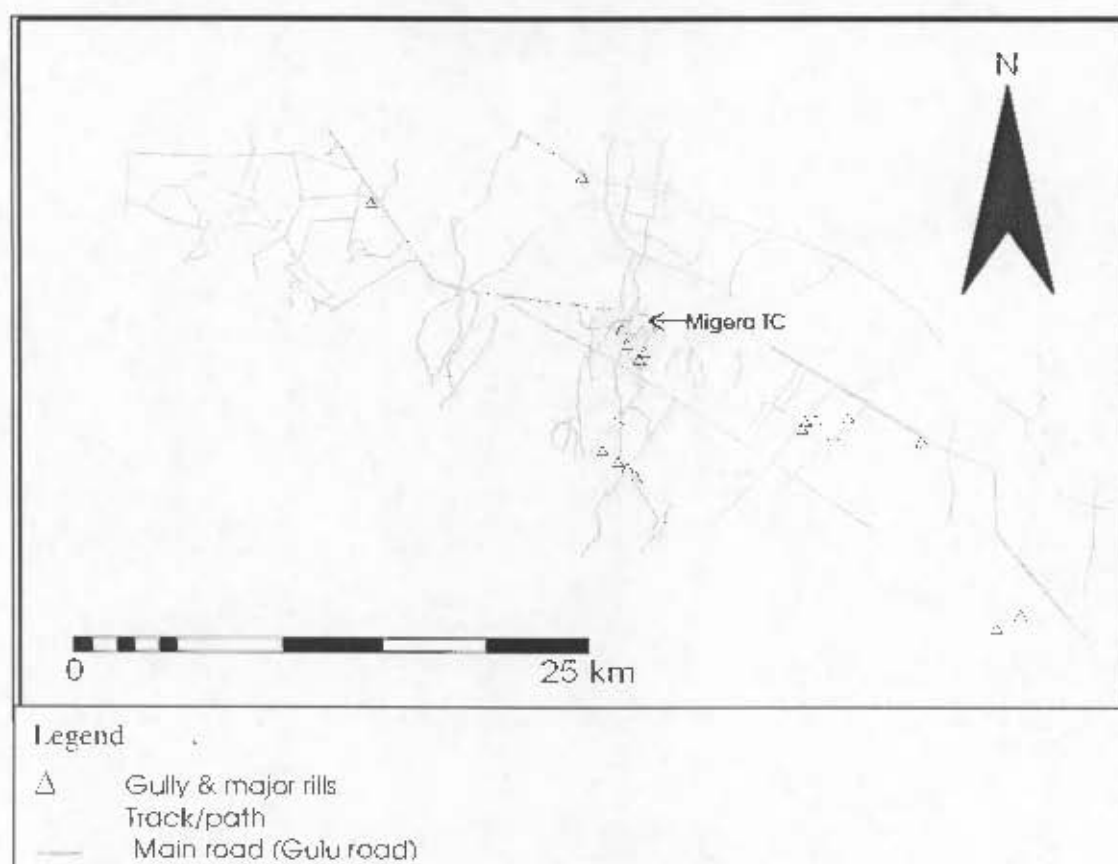 N
Migera TC
0 25 km
Legend
Gully & major rills
Track/path
Main road (Gulu road)